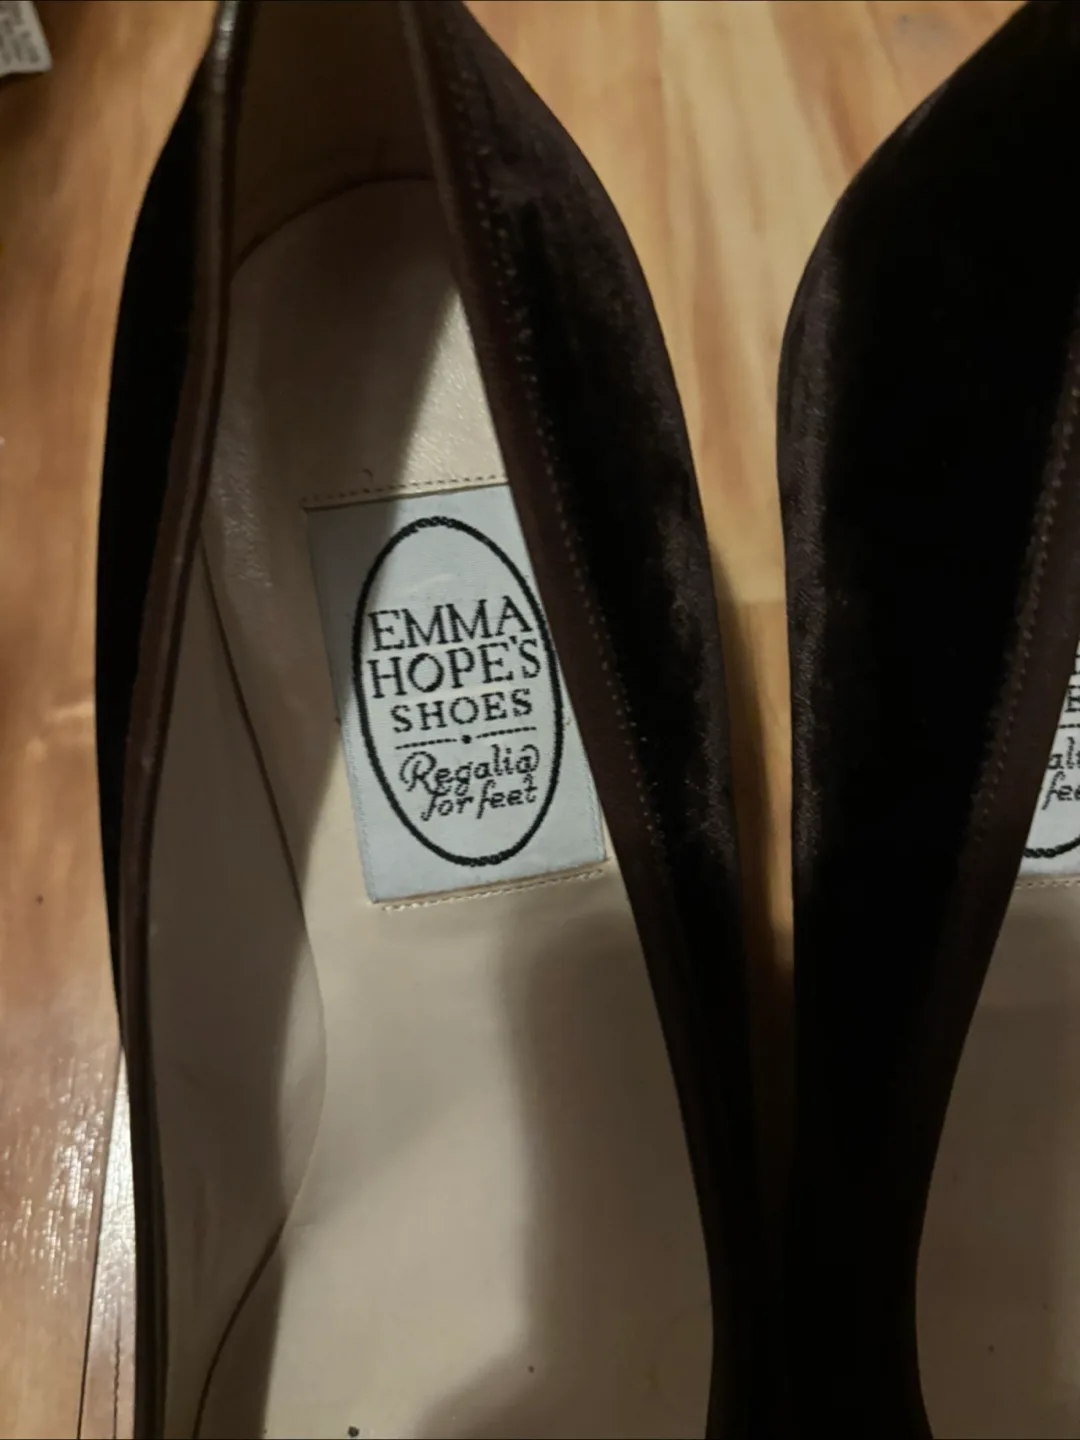 EMMA
HOPE'S
SHOES
Regalia
for feet